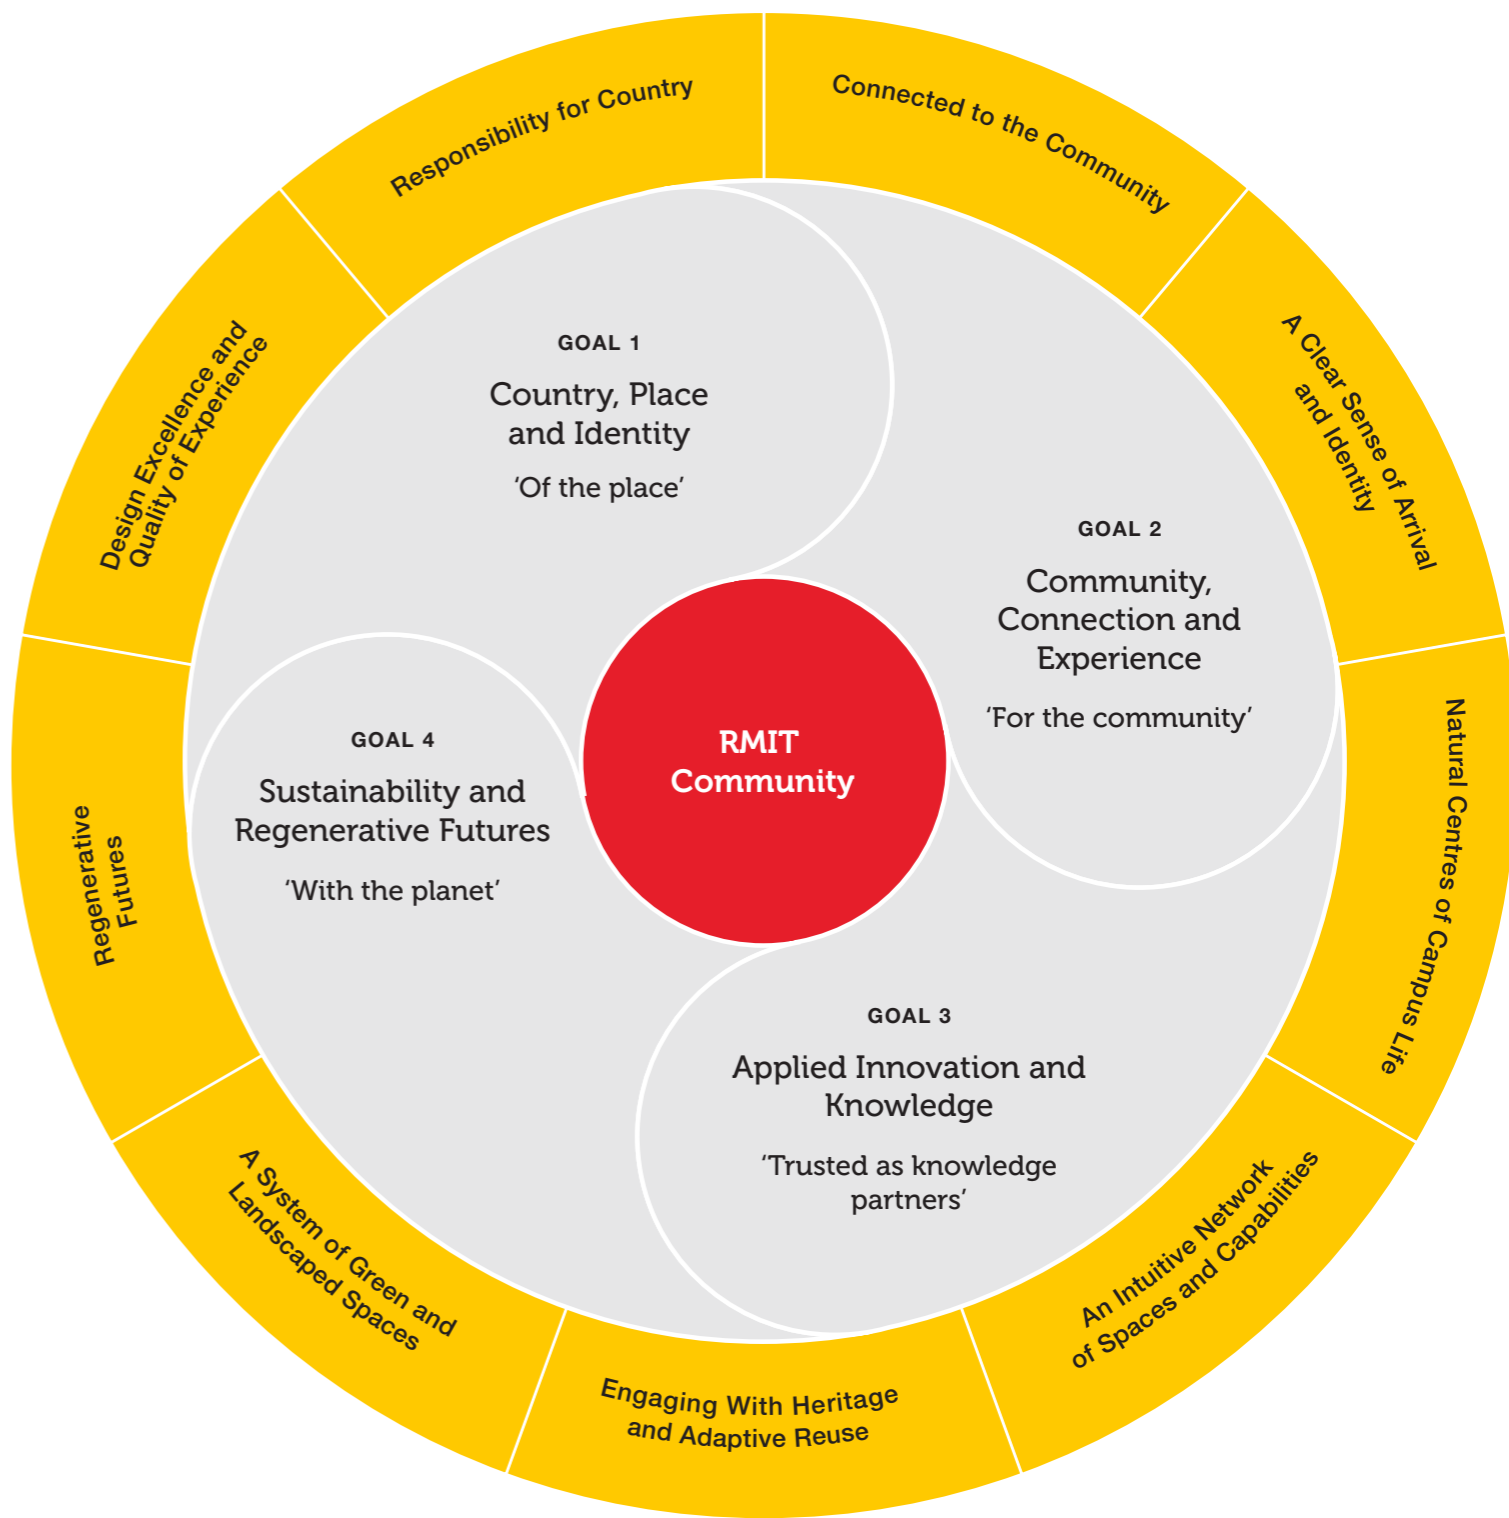 Responsibility for Country
Connected to the Community
A Clear Sense of Arrival
and Identity
Natural Centres of Campus Life
An Intuitive Network
of Spaces and Capabilities
Engaging With Heritage
and Adaptive Reuse
A System of Green and
Landscaped Spaces
Regenerative
Futures
Design Excellence and
Quality of Experience
GOAL 1
Country, Place
and Identity
‘Of the place’
GOAL 2
Community,
Connection and
Experience
‘For the community’
GOAL 3
Applied Innovation and
Knowledge
‘Trusted as knowledge
partners’
GOAL 4
Sustainability and
Regenerative Futures
‘With the planet’
RMIT
Community